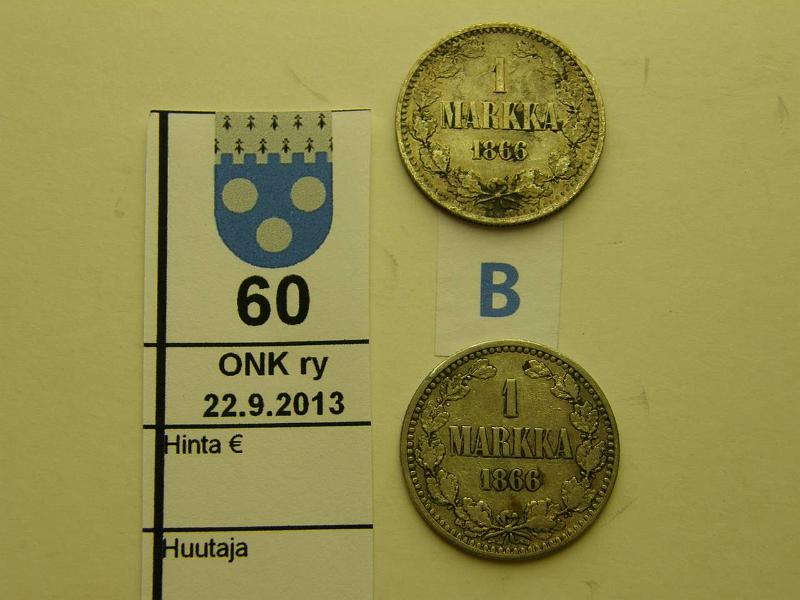 60
ONK ry
22.9.2013
Hinta €
Huutaja
1
MARKKA
1866
B
1
MARKKA
1866